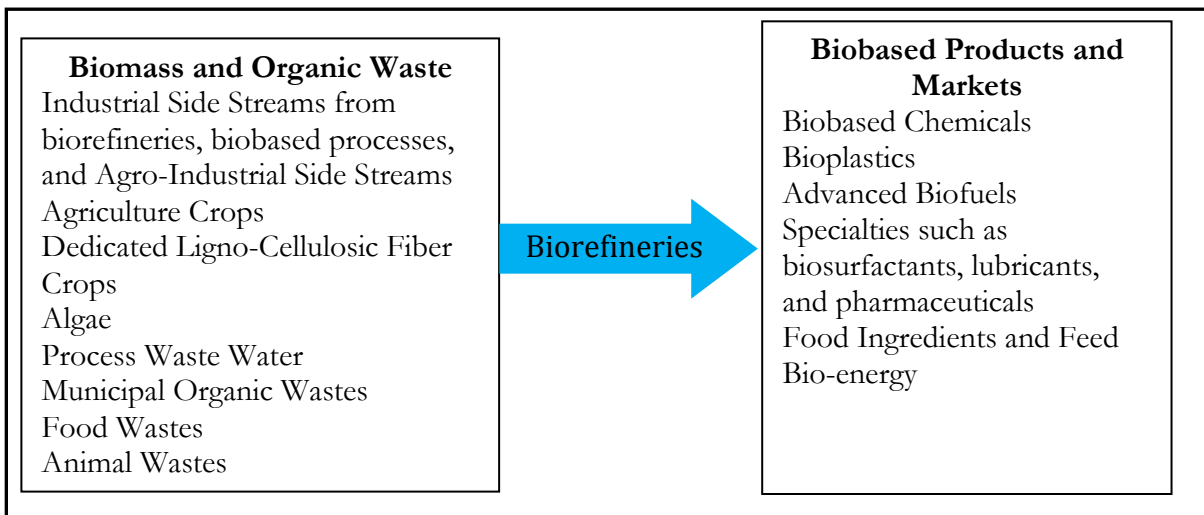 Biomass and Organic Waste
Industrial Side Streams from
biorefineries, biobased processes,
and Agro-Industrial Side Streams
Agriculture Crops
Dedicated Ligno-Cellulosic Fiber
Crops
Algae
Process Waste Water
Municipal Organic Wastes
Food Wastes
Animal Wastes
Biorefineries
Biobased Products and
Markets
Biobased Chemicals
Bioplastics
Advanced Biofuels
Specialties such as
biosurfactants, lubricants,
and pharmaceuticals
Food Ingredients and Feed
Bio-energy